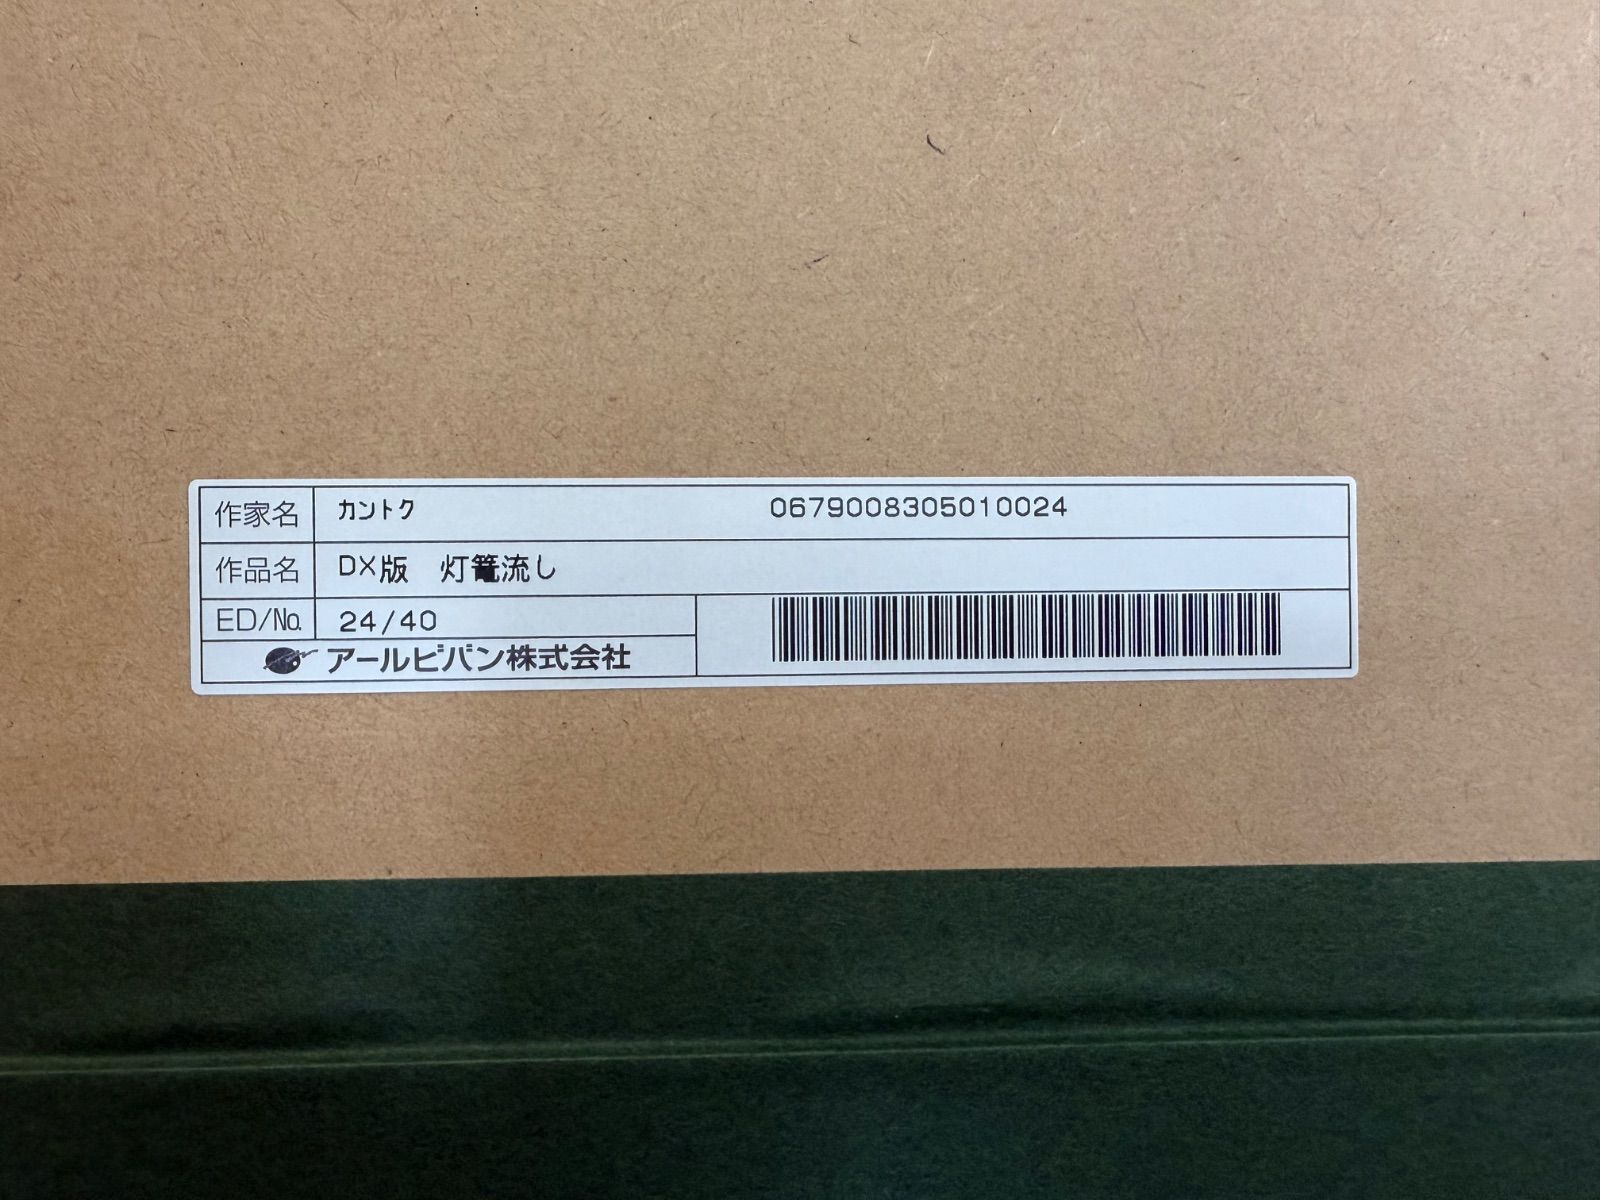 作家名 カントク 0679008305010024
作品名 DX版 灯篭流し
ED/No. 24/40
アールビバン株式会社